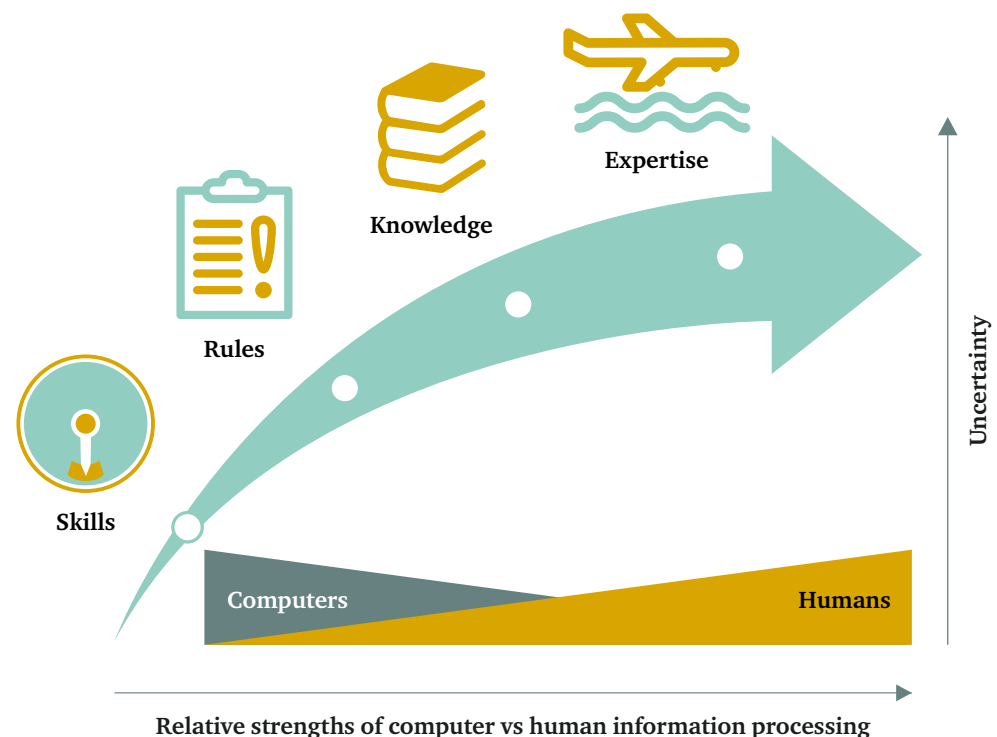 Expertise
Knowledge
Rules
Skills
Uncertainty
Computers
Humans
Relative strengths of computer vs human information processing